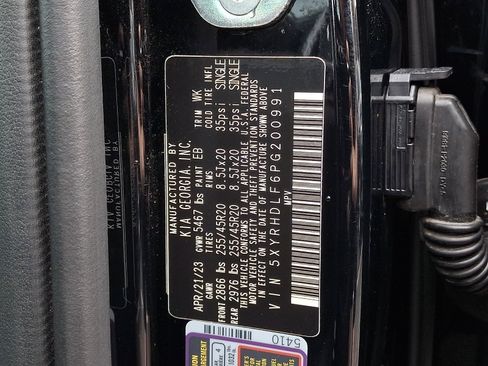 MANUFACTURED BY
KIA GEORGIA, INC.
APR/21/23 GVWR 5467 lbs PAINT EB TRIM WK
GAWR TIRES RIMS COLD TIRE INFL
FRONT 2866 lbs 255/45R20 8.5JX20 35psi SINGLE
REAR 2976 lbs 255/45R20 8.5JX20 35psi SINGLE
THIS VEHICLE CONFORMS TO ALL APPLICABLE U.S.A. FEDERAL
MOTOR VEHICLE SAFETY AND THEFT PREVENTION STANDARDS
IN EFFECT ON THE DATE OF MANUFACTURE SHOWN ABOVE
VIN 5XYRHDLF6PG200991
MPV
5410